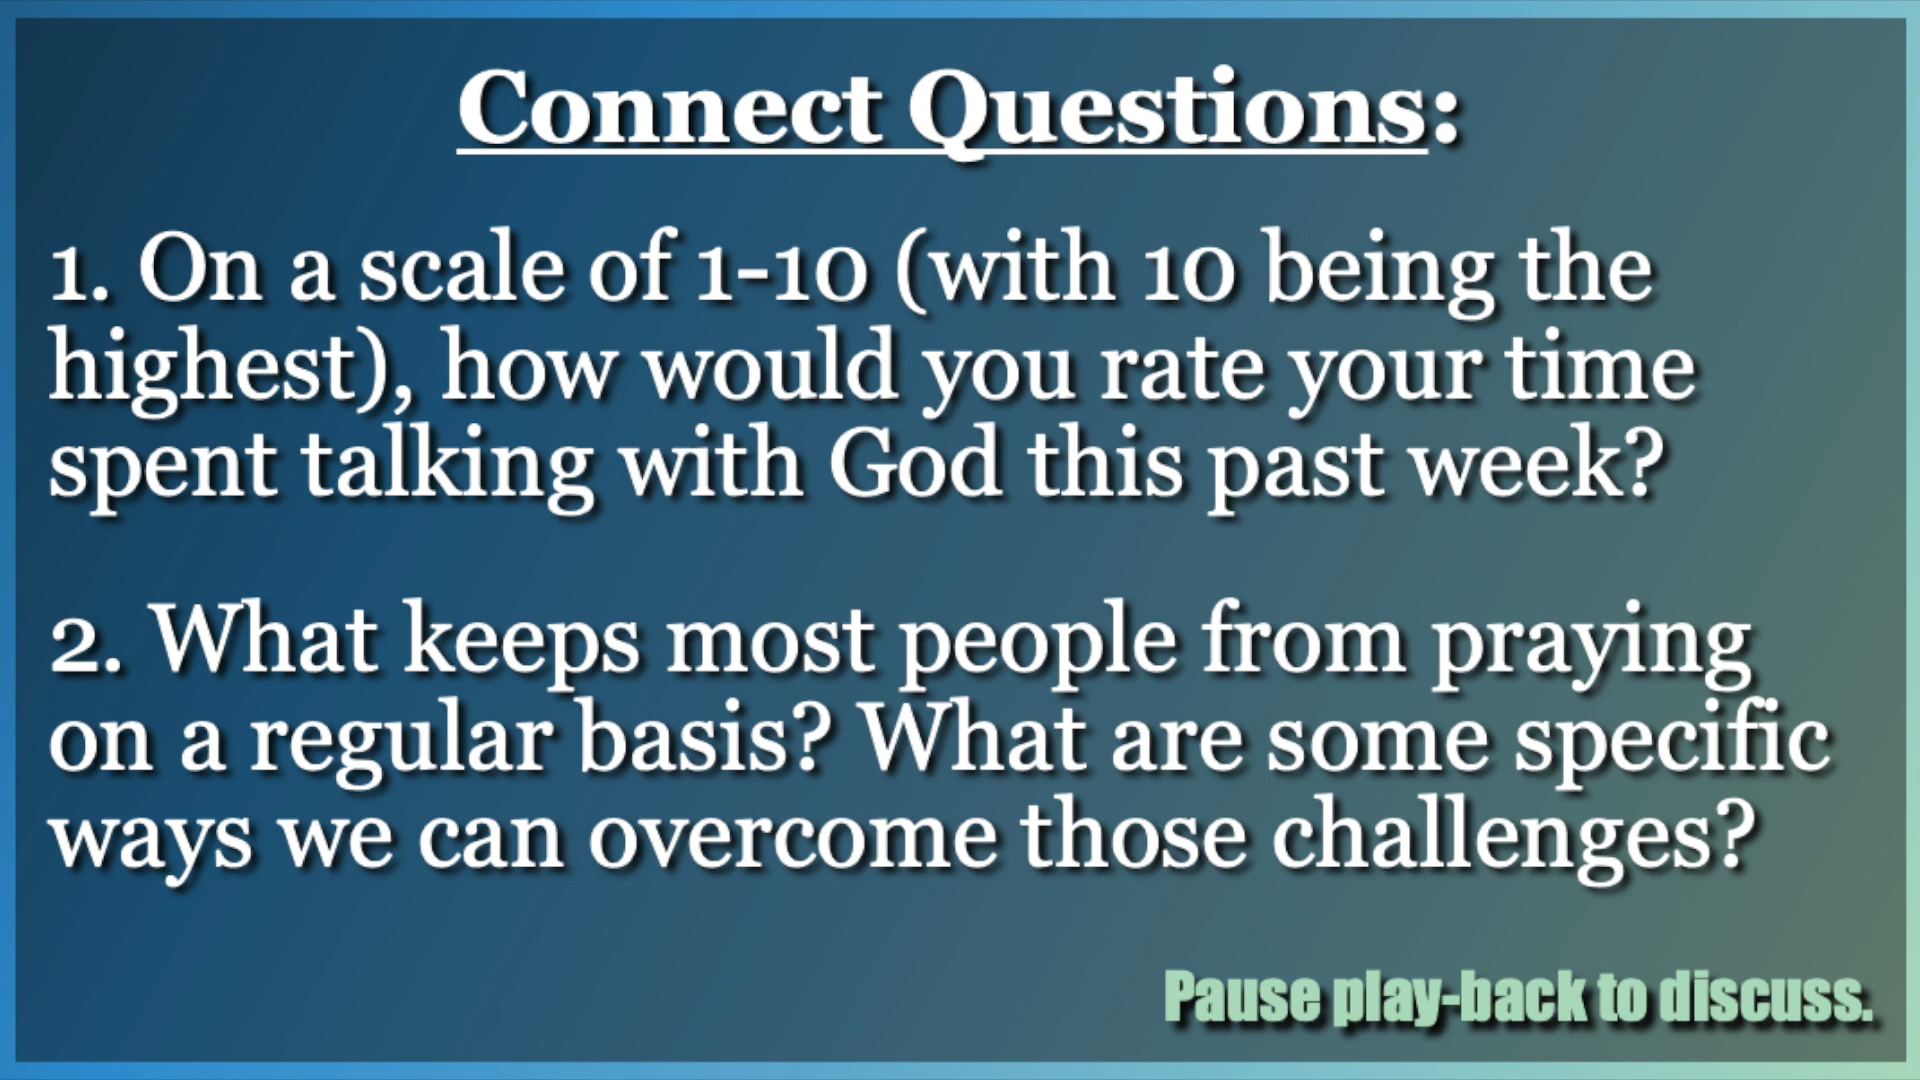 Connect Questions:
1. On a scale of 1-10 (with 10 being the
highest), how would you rate your time
spent talking with God this past week?
2. What keeps most people from praying
on a regular basis? What are some specific
ways we can overcome those challenges?
Pause play-back to discuss.